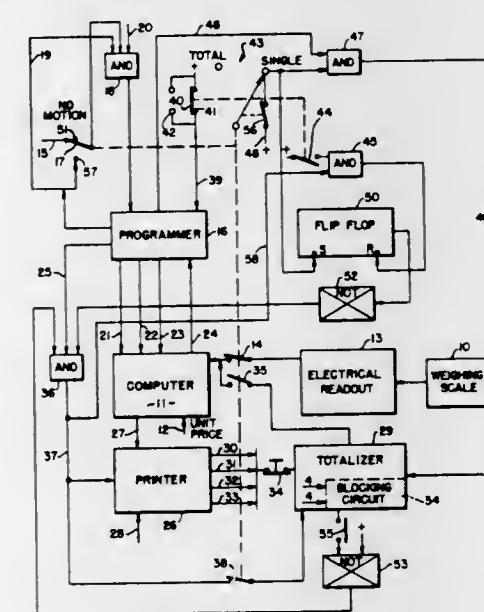 48
20
43
47
19
TOTAL
SINGLE
AND
AND
18
NO
MOTION
51
40
41
42
56
44
15
17
57
46
45
AND
39
50
FLIP FLOP
S
R
PROGRAMMER
16
25
58
52
NOT
21
22
23
24
14
13
10
AND
36
35
ELECTRICAL
READOUT
WEIGHING
SCALE
COMPUTER
11
27
12
UNIT
PRICE
29
37
30
31
32
33
34
TOTALIZER
PRINTER
26
4
4
BLOCKING
CIRCUIT
54
28
55
38
NOT
53